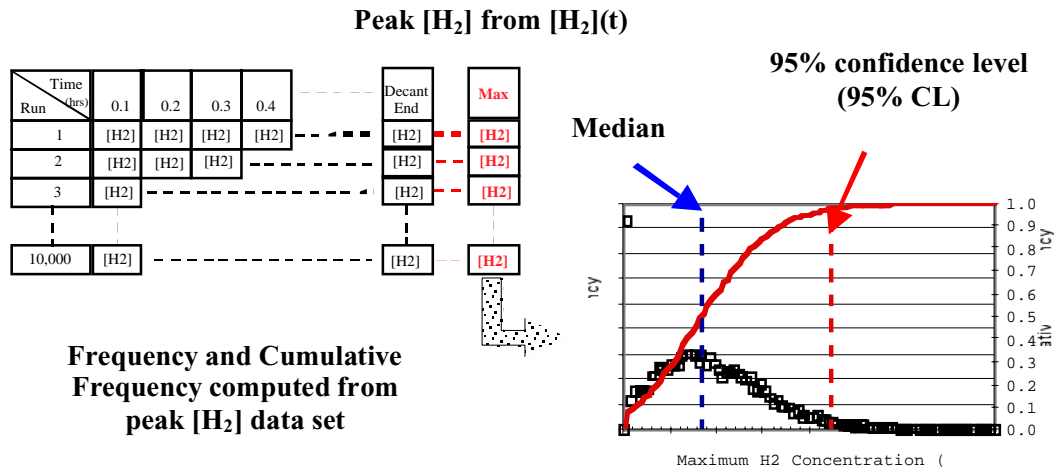 Peak [H₂] from [H₂](t)
Time (hrs)
Run
0.1 0.2 0.3 0.4
Decant End
Max
1 [H2] [H2] [H2] [H2] [H2] [H2]
2 [H2] [H2] [H2] [H2] [H2]
3 [H2] [H2] [H2]
10,000 [H2] [H2] [H2]
Frequency and Cumulative
Frequency computed from
peak [H₂] data set
95% confidence level
(95% CL)
Median
1.0
0.9
0.8
0.7
0.6
0.5
0.4
0.3
0.2
0.1
0.0
ıcy
ıcy
ativ
Maximum H2 Concentration (